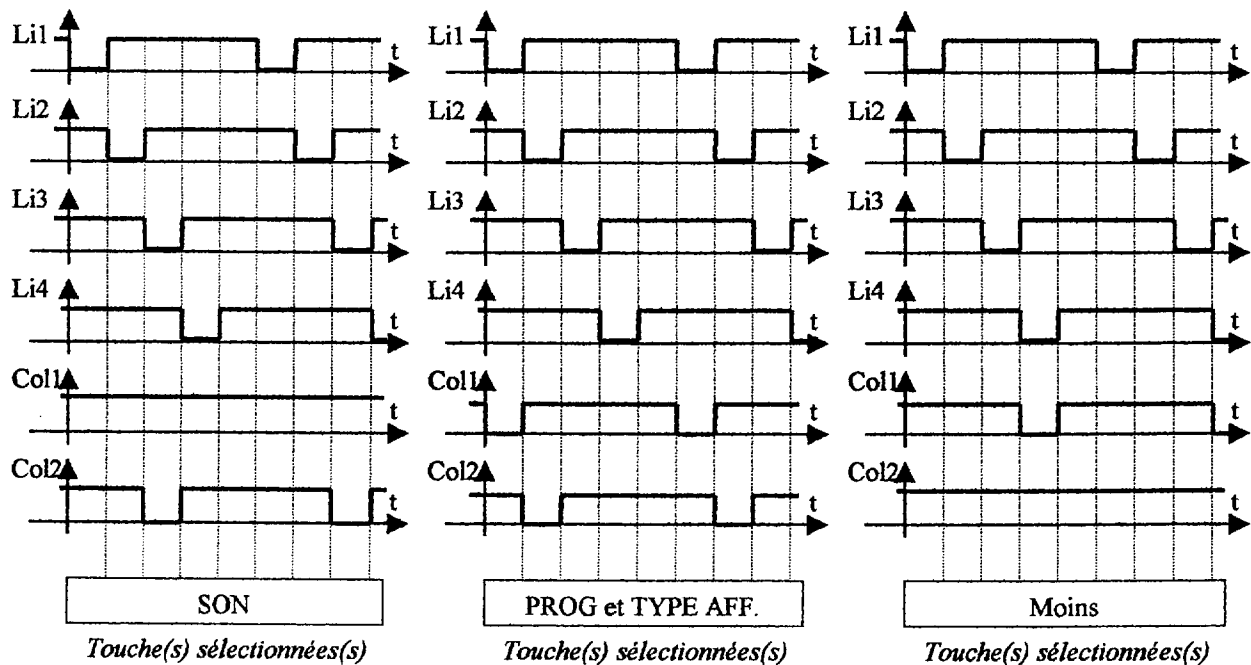 Li1 t Li1 t Li1 t
Li2 t Li2 t Li2 t
Li3 t Li3 t Li3 t
Li4 t Li4 t Li4 t
Col1 t Col1 t Col1 t
Col2 t Col2 t Col2 t
SON PROG et TYPE AFF. Moins
Touche(s) sélectionnées(s) Touche(s) sélectionnées(s) Touche(s) sélectionnées(s)